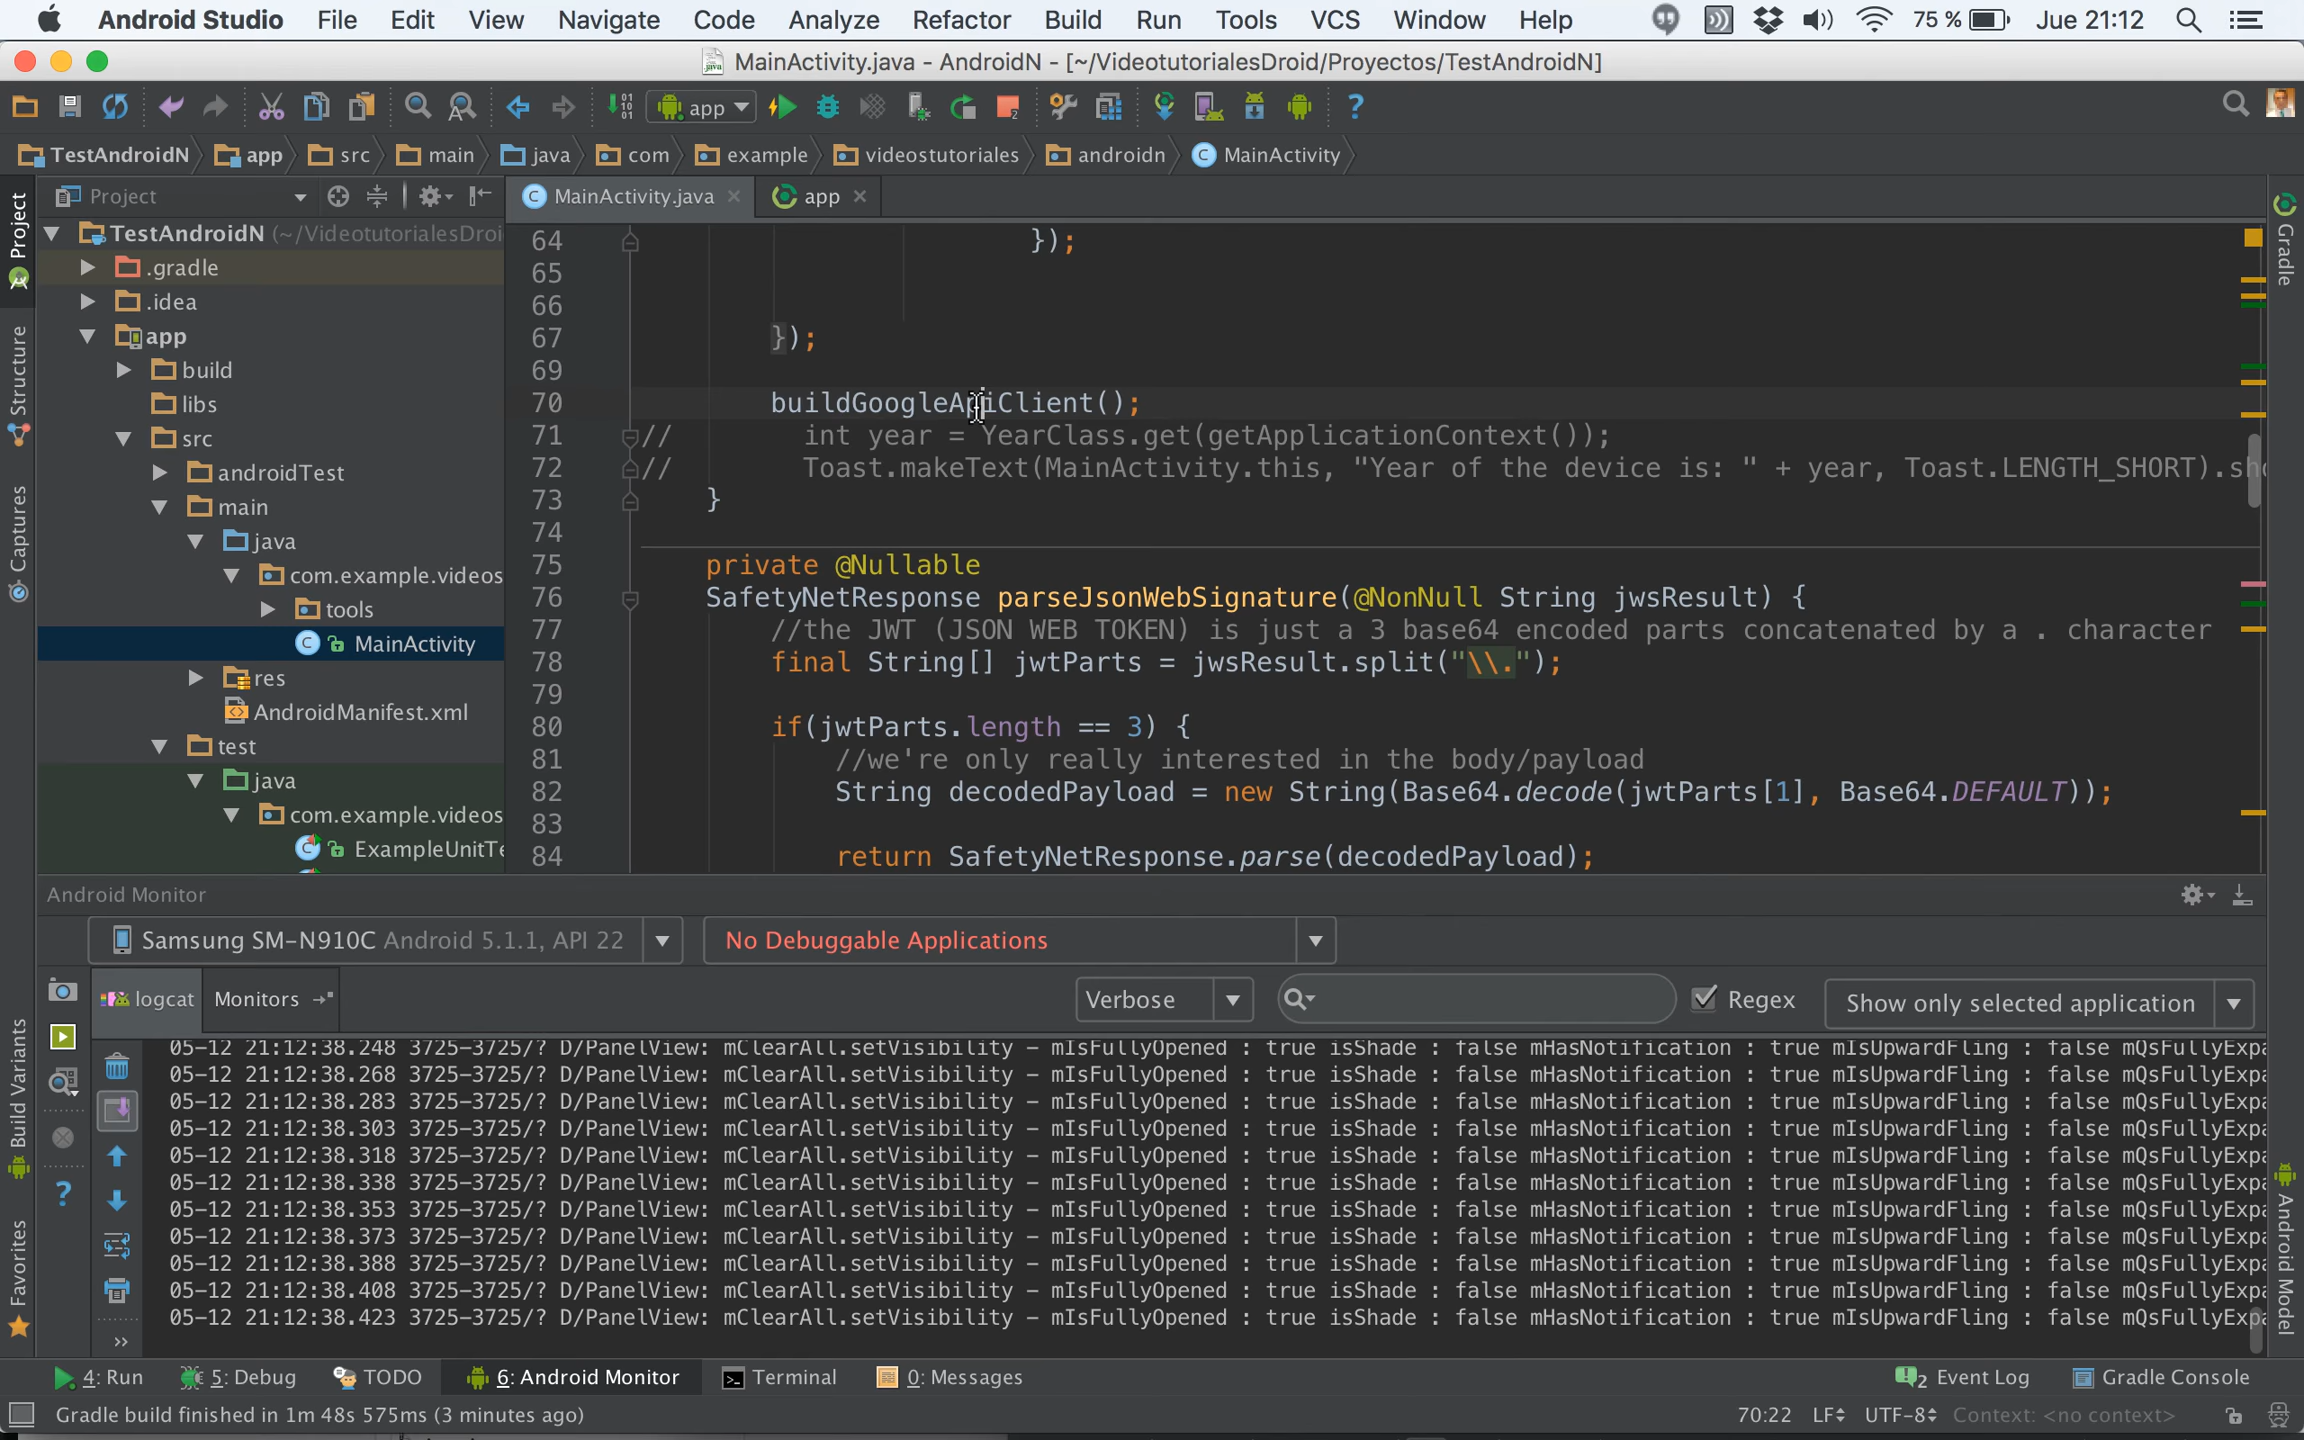 Android Studio File Edit View Navigate Code Analyze Refactor Build Run Tools VCS Window Help 75 % Jue 21:12
MainActivity.java - AndroidN - [~/VideotutorialesDroid/Proyectos/TestAndroidN]
app
TestAndroidN app src main java com example videostutoriales androidn MainActivity
Project
MainActivity.java
app
TestAndroidN (~/VideotutorialesDroi
.gradle
.idea
app
build
libs
src
androidTest
main
java
com.example.videos
tools
MainActivity
res
AndroidManifest.xml
test
java
com.example.videos
ExampleUnitTe
Project
Structure
Captures
Build Variants
Favorites
Gradle
Android Model
64 });
65
66
67 });
69
70 buildGoogleApiClient();
71 // int year = YearClass.get(getApplicationContext());
72 // Toast.makeText(MainActivity.this, "Year of the device is: " + year, Toast.LENGTH_SHORT).sho
73 }
74
75 private @Nullable
76 SafetyNetResponse parseJsonWebSignature(@NonNull String jwsResult) {
77 //the JWT (JSON WEB TOKEN) is just a 3 base64 encoded parts concatenated by a . character
78 final String[] jwtParts = jwsResult.split("\\.");
79
80 if(jwtParts.length == 3) {
81 //we're only really interested in the body/payload
82 String decodedPayload = new String(Base64.decode(jwtParts[1], Base64.DEFAULT));
83
84 return SafetyNetResponse.parse(decodedPayload);
Android Monitor
Samsung SM-N910C Android 5.1.1, API 22 No Debuggable Applications
logcat Monitors Verbose Regex Show only selected application
05-12 21:12:38.248 3725-3725/? D/PanelView: mClearAll.setVisibility - mIsFullyOpened : true isShade : false mHasNotification : true mIsUpwardFling : false mQsFullyExpa
05-12 21:12:38.268 3725-3725/? D/PanelView: mClearAll.setVisibility - mIsFullyOpened : true isShade : false mHasNotification : true mIsUpwardFling : false mQsFullyExpa
05-12 21:12:38.283 3725-3725/? D/PanelView: mClearAll.setVisibility - mIsFullyOpened : true isShade : false mHasNotification : true mIsUpwardFling : false mQsFullyExpa
05-12 21:12:38.303 3725-3725/? D/PanelView: mClearAll.setVisibility - mIsFullyOpened : true isShade : false mHasNotification : true mIsUpwardFling : false mQsFullyExpa
05-12 21:12:38.318 3725-3725/? D/PanelView: mClearAll.setVisibility - mIsFullyOpened : true isShade : false mHasNotification : true mIsUpwardFling : false mQsFullyExpa
05-12 21:12:38.338 3725-3725/? D/PanelView: mClearAll.setVisibility - mIsFullyOpened : true isShade : false mHasNotification : true mIsUpwardFling : false mQsFullyExpa
05-12 21:12:38.353 3725-3725/? D/PanelView: mClearAll.setVisibility - mIsFullyOpened : true isShade : false mHasNotification : true mIsUpwardFling : false mQsFullyExpa
05-12 21:12:38.373 3725-3725/? D/PanelView: mClearAll.setVisibility - mIsFullyOpened : true isShade : false mHasNotification : true mIsUpwardFling : false mQsFullyExpa
05-12 21:12:38.388 3725-3725/? D/PanelView: mClearAll.setVisibility - mIsFullyOpened : true isShade : false mHasNotification : true mIsUpwardFling : false mQsFullyExpa
05-12 21:12:38.408 3725-3725/? D/PanelView: mClearAll.setVisibility - mIsFullyOpened : true isShade : false mHasNotification : true mIsUpwardFling : false mQsFullyExpa
05-12 21:12:38.423 3725-3725/? D/PanelView: mClearAll.setVisibility - mIsFullyOpened : true isShade : false mHasNotification : true mIsUpwardFling : false mQsFullyExpa
4: Run 5: Debug TODO 6: Android Monitor Terminal 0: Messages 2 Event Log Gradle Console
Gradle build finished in 1m 48s 575ms (3 minutes ago) 70:22 LF UTF-8 Context: <no context>